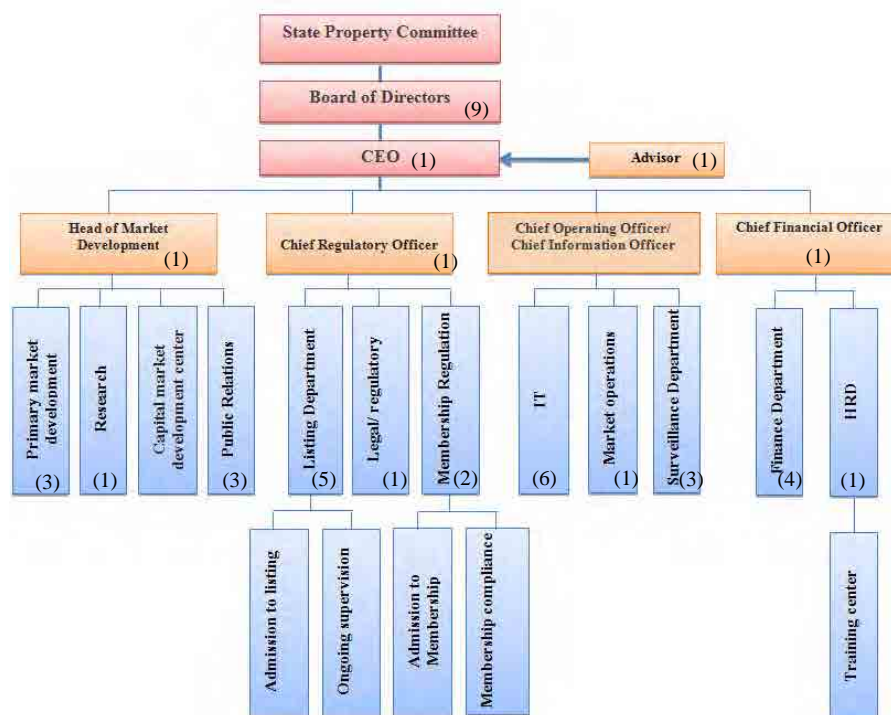 State Property Committee
Board of Directors
(9)
CEO
(1)
Advisor
(1)
Head of Market
Development
(1)
Chief Regulatory Officer
(1)
Chief Operating Officer/
Chief Information Officer
Chief Financial Officer
(1)
Primary market
development
(3)
Research
(1)
Capital market
development center
Public Relations
(3)
Listing Department
(5)
Legal/ regulatory
(1)
Membership Regulation
(2)
IT
(6)
Market operations
(1)
Surveillance Department
(3)
Finance Department
(4)
HRD
(1)
Admission to listing
Ongoing supervision
Admission to
Membership
Membership compliance
Training center